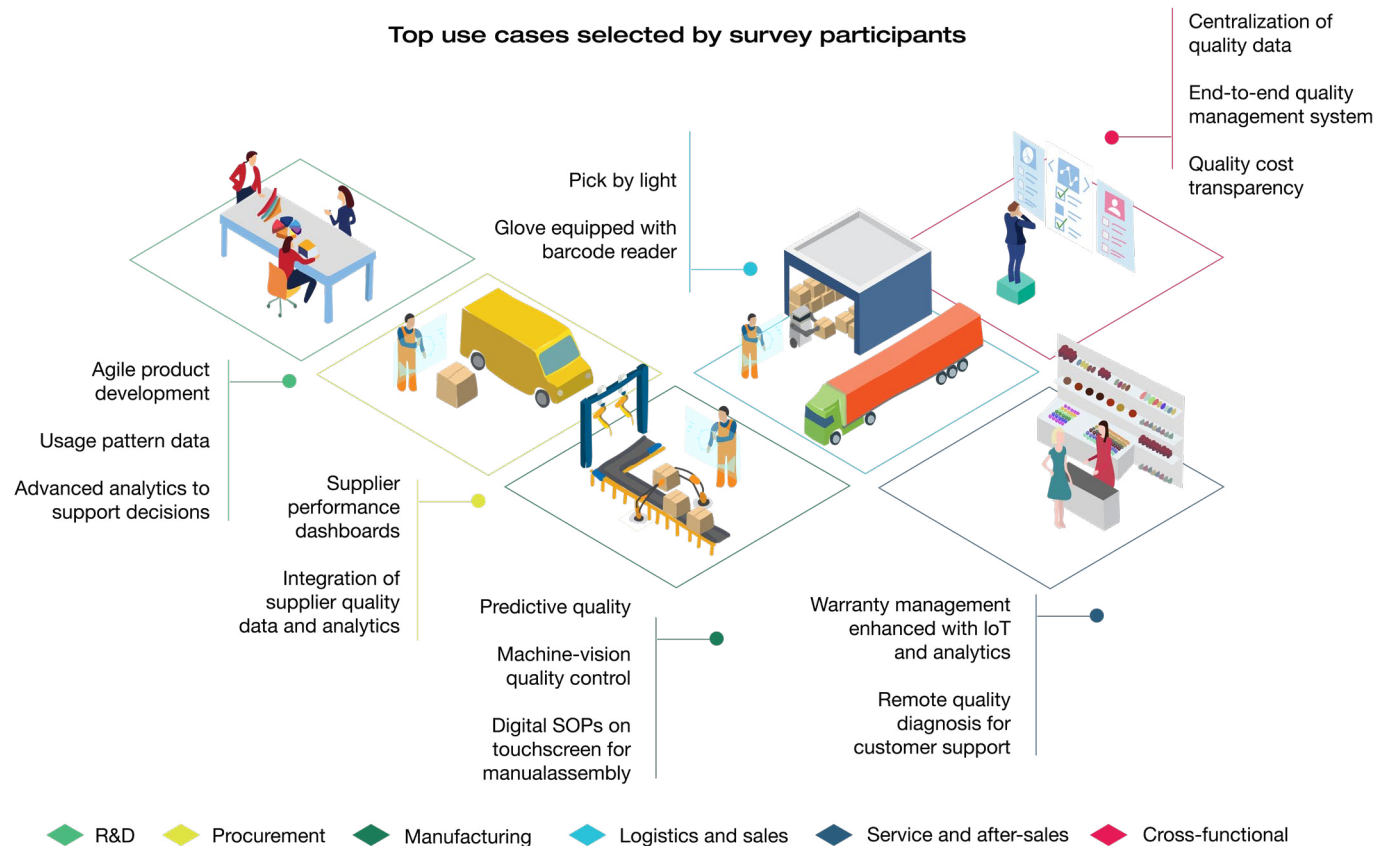 Top use cases selected by survey participants
Centralization of
quality data
End-to-end quality
management system
Quality cost
transparency
Pick by light
Glove equipped with
barcode reader
Agile product
development
Usage pattern data
Advanced analytics to
support decisions
Supplier
performance
dashboards
Integration of
supplier quality
data and analytics
Predictive quality
Machine-vision
quality control
Digital SOPs on
touchscreen for
manualassembly
Warranty management
enhanced with IoT
and analytics
Remote quality
diagnosis for
customer support
R&D
Procurement
Manufacturing
Logistics and sales
Service and after-sales
Cross-functional